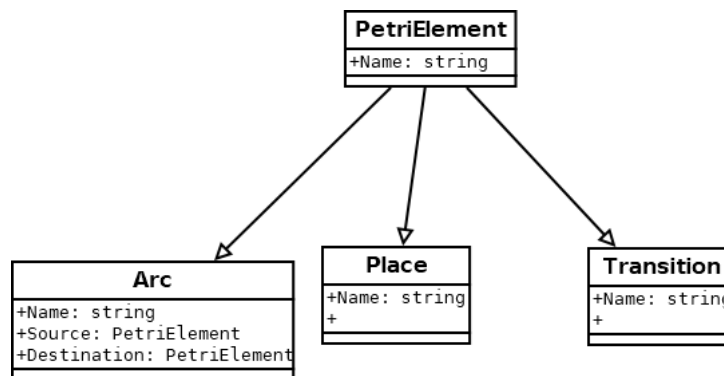 PetriElement
+Name: string
Arc
+Name: string
+Source: PetriElement
+Destination: PetriElement
Place
+Name: string
+
Transition
+Name: string
+